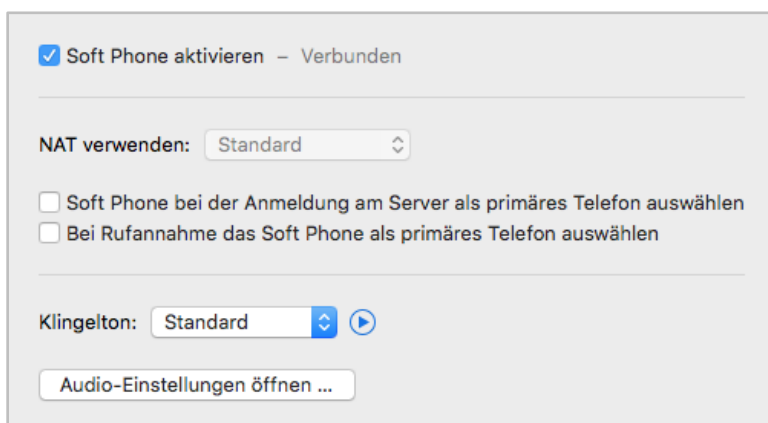 Soft Phone aktivieren – Verbunden
NAT verwenden: Standard
Soft Phone bei der Anmeldung am Server als primäres Telefon auswählen
Bei Rufannahme das Soft Phone als primäres Telefon auswählen
Klingelton: Standard
Audio-Einstellungen öffnen ...